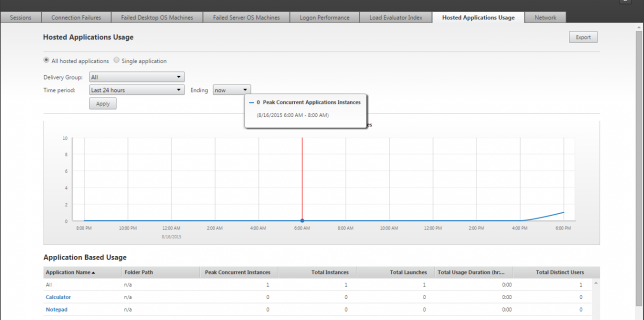 Sessions Connection Failures Failed Desktop OS Machines Failed Server OS Machines Logon Performance Load Evaluator Index Hosted Applications Usage Network
Hosted Applications Usage
Export
All hosted applications Single application
Delivery Group: All
Time period: Last 24 hours Ending now
Apply
0 Peak Concurrent Applications Instances
(8/16/2015 6:00 AM - 8:00 AM)
10
8
6
4
2
0
8:00 PM 10:00 PM 12:00 AM 2:00 AM 4:00 AM 6:00 AM 8:00 AM 10:00 AM 12:00 PM 2:00 PM 4:00 PM 6:00 PM
8/16/2015
Application Based Usage
Application Name Folder Path Peak Concurrent Instances Total Instances Total Launches Total Usage Duration (hr:... Total Distinct Users
All n/a 1 1 1 0:00 1
Calculator n/a 0 0 0 0:00 0
Notepad n/a 0 0 0 0:00 0